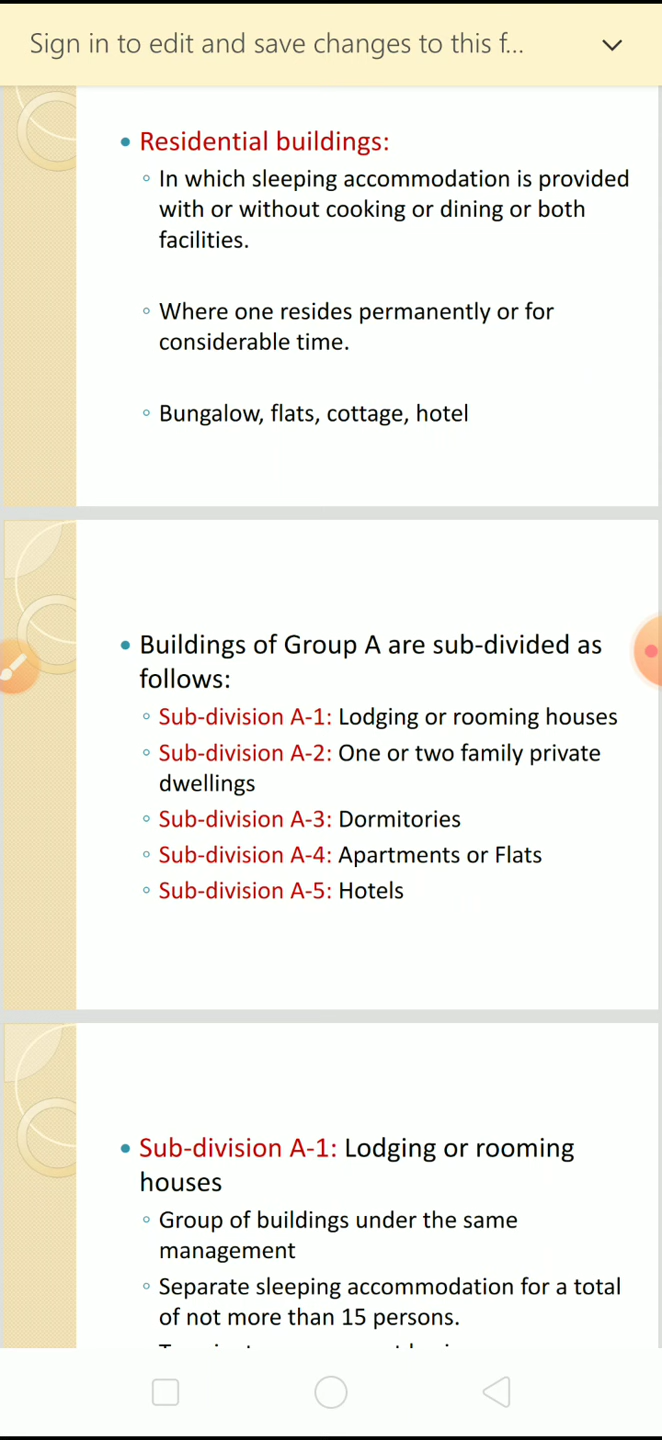 Sign in to edit and save changes to this f...
• Residential buildings:
◦ In which sleeping accommodation is provided
with or without cooking or dining or both
facilities.
◦ Where one resides permanently or for
considerable time.
◦ Bungalow, flats, cottage, hotel
• Buildings of Group A are sub-divided as
follows:
◦ Sub-division A-1: Lodging or rooming houses
◦ Sub-division A-2: One or two family private
dwellings
◦ Sub-division A-3: Dormitories
◦ Sub-division A-4: Apartments or Flats
◦ Sub-division A-5: Hotels
• Sub-division A-1: Lodging or rooming
houses
◦ Group of buildings under the same
management
◦ Separate sleeping accommodation for a total
of not more than 15 persons.